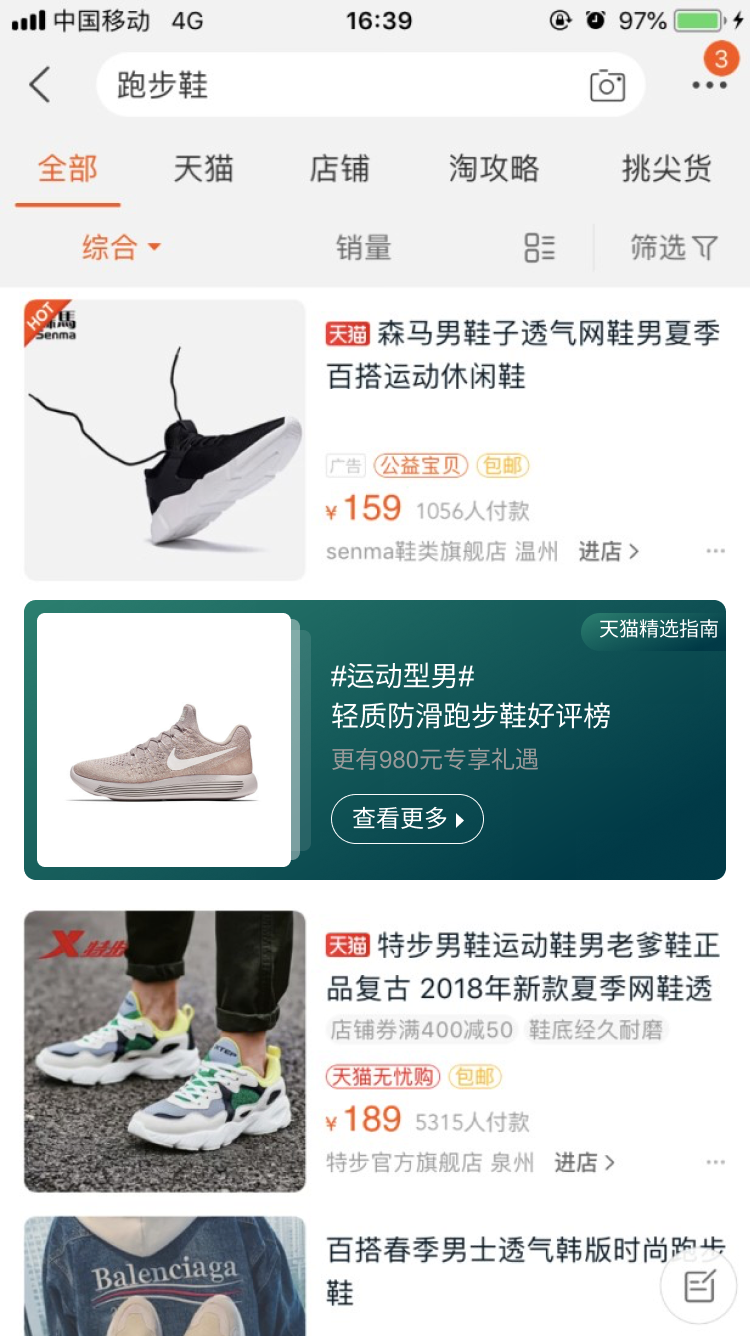 中国移动 4G 16:39 97%
跑步鞋
3
全部 天猫 店铺 淘攻略 挑尖货
综合 销量 筛选
HOT
Senma
天猫 森马男鞋子透气网鞋男夏季
百搭运动休闲鞋
广告 公益宝贝 包邮
¥159 1056人付款
senma鞋类旗舰店 温州 进店
天猫精选指南
#运动型男#
轻质防滑跑步鞋好评榜
更有980元专享礼遇
查看更多
特步
XTEP
天猫 特步男鞋运动鞋男老爹鞋正
品复古 2018年新款夏季网鞋透
店铺券满400减50 鞋底经久耐磨
天猫无忧购 包邮
¥189 5315人付款
特步官方旗舰店 泉州 进店
Balenciaga
百搭春季男士透气韩版时尚跑步
鞋